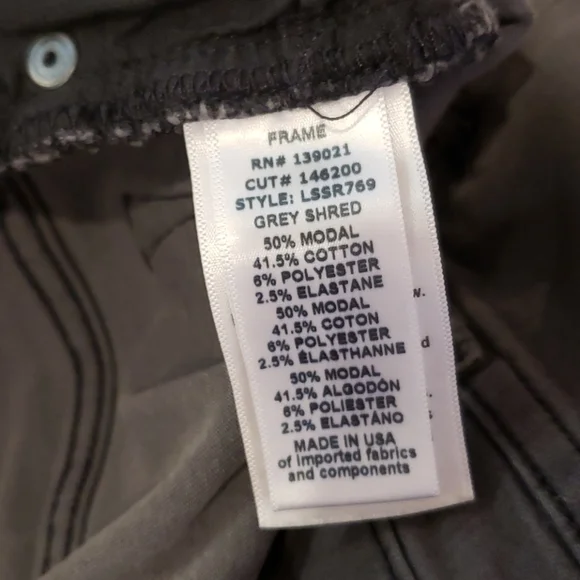 FRAME
RN# 139021
CUT# 146200
STYLE: LSSR769
GREY SHRED
50% MODAL
41.5% COTTON
6% POLYESTER
2.5% ELASTANE
50% MODAL
41.5% COTON
6% POLYESTER
2.5% ÉLASTHANNE
50% MODAL
41.5% ALGODÓN
6% POLIESTER
2.5% ELASTÁNO
MADE IN USA
of imported fabrics
and components